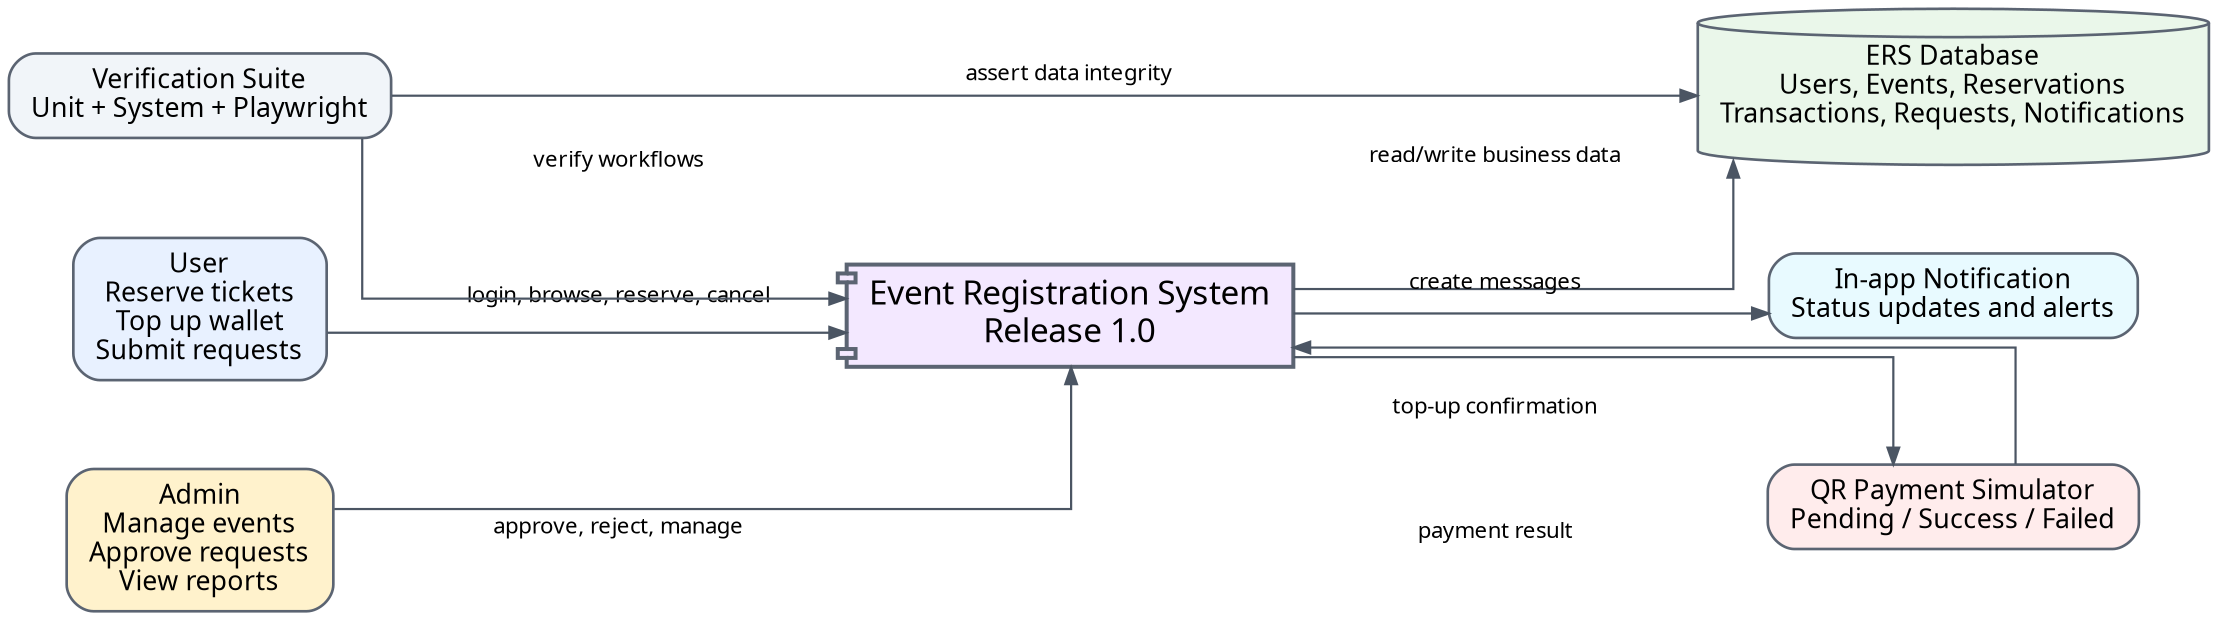 Verification Suite
Unit + System + Playwright
assert data integrity
ERS Database
Users, Events, Reservations
Transactions, Requests, Notifications
verify workflows
read/write business data
User
Reserve tickets
Top up wallet
Submit requests
login, browse, reserve, cancel
Event Registration System
Release 1.0
create messages
In-app Notification
Status updates and alerts
top-up confirmation
Admin
Manage events
Approve requests
View reports
approve, reject, manage
payment result
QR Payment Simulator
Pending / Success / Failed